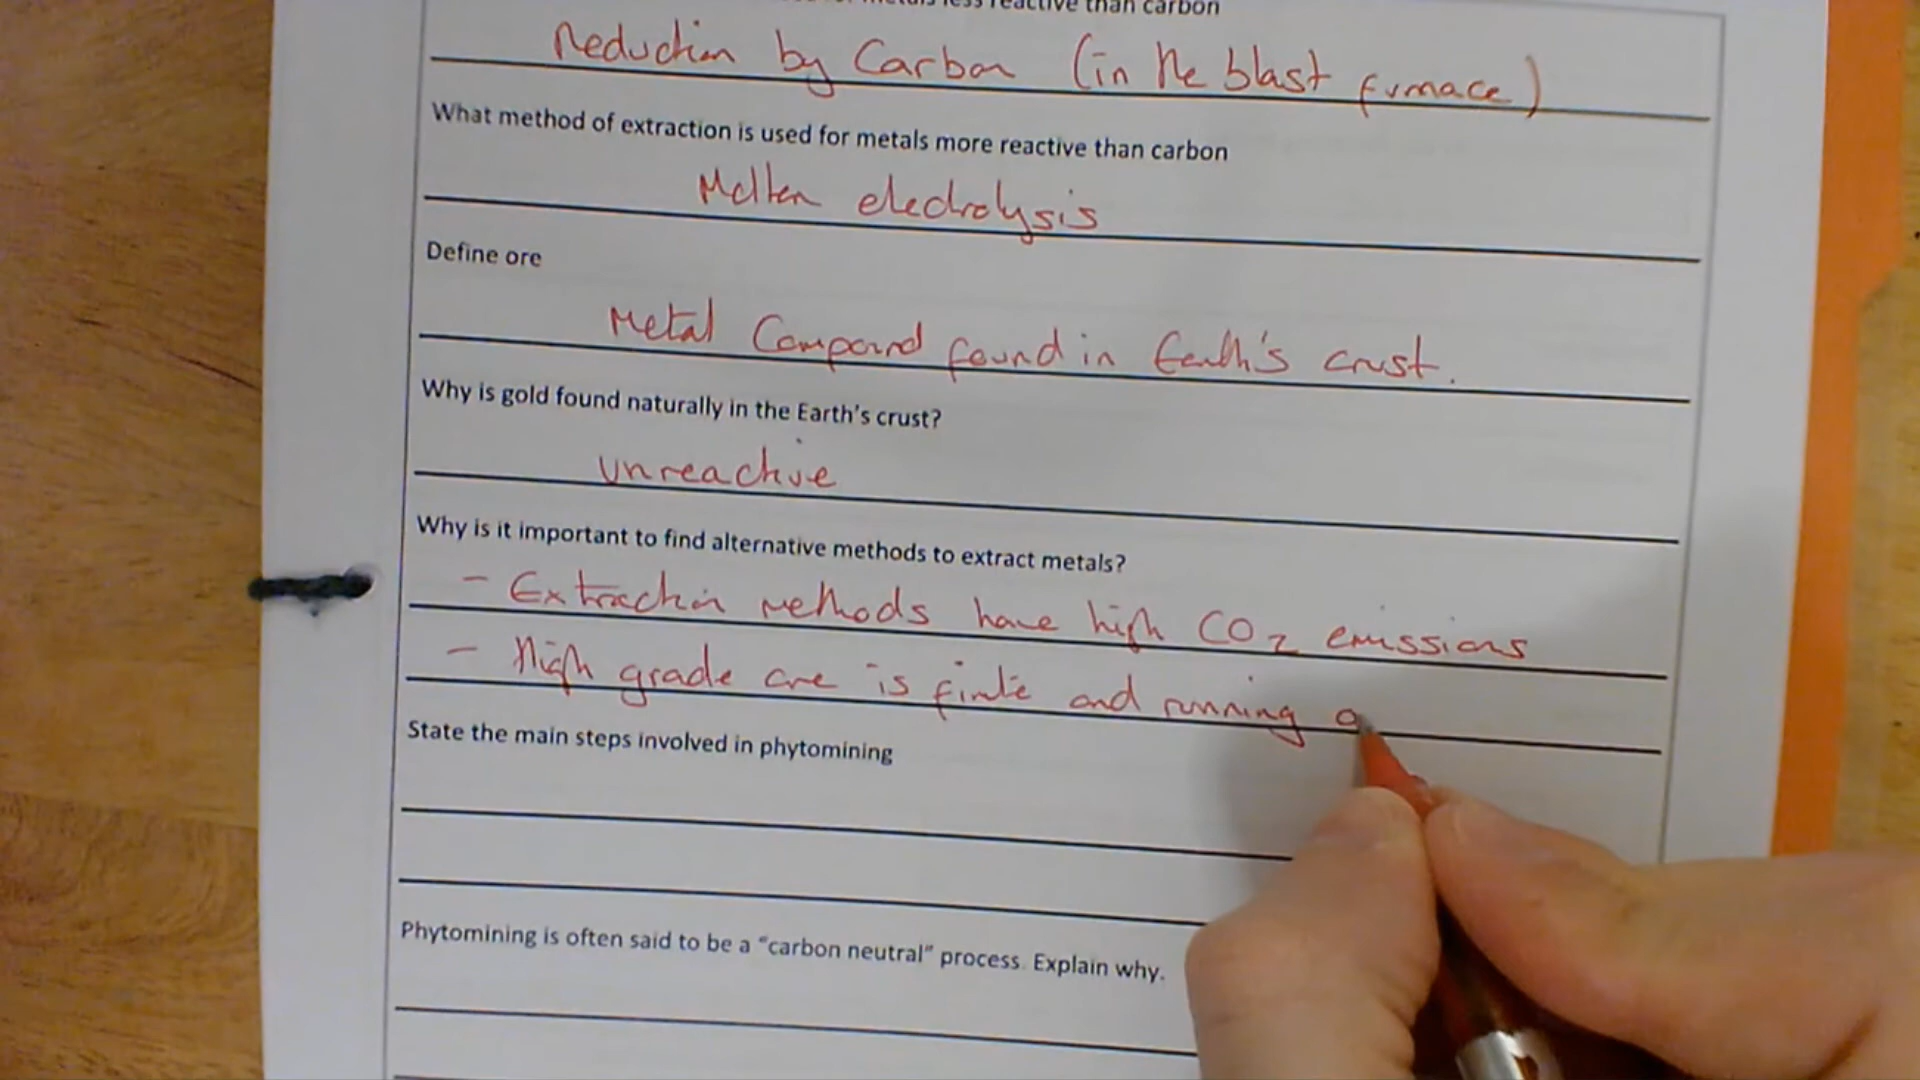 less reactive than carbon
Reduction by Carbon (in the blast furnace)
What method of extraction is used for metals more reactive than carbon
Molten electrolysis
Define ore
Metal Compound found in Earth's crust.
Why is gold found naturally in the Earth's crust?
Unreactive
Why is it important to find alternative methods to extract metals?
- Extraction methods have high CO2 emissions
- High grade ore is finite and running o
State the main steps involved in phytomining
Phytomining is often said to be a "carbon neutral" process. Explain why.